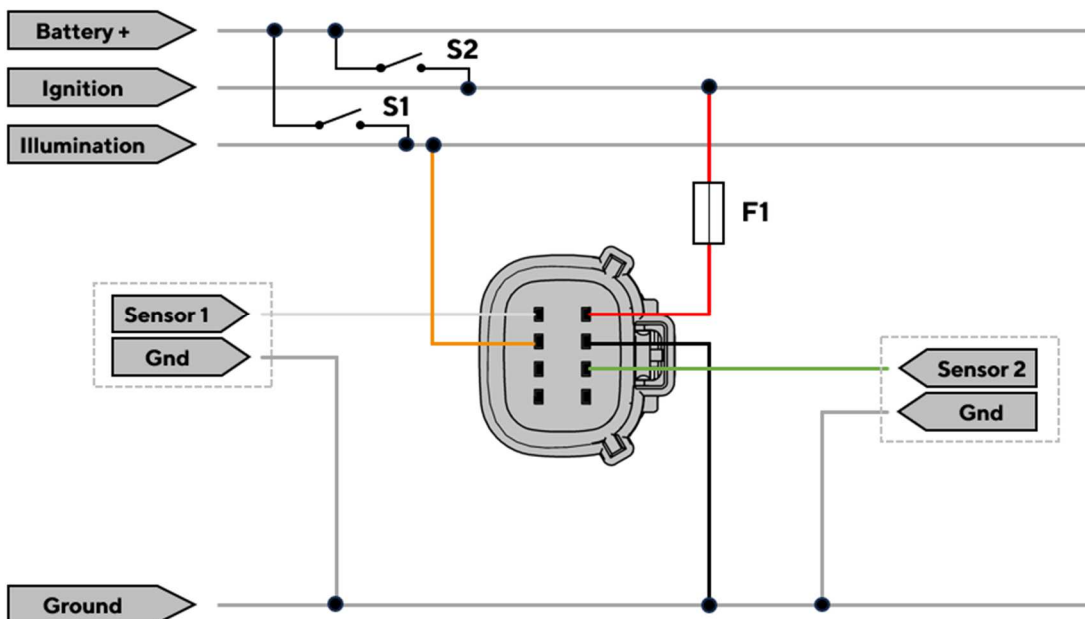 Battery +
S2
Ignition
S1
Illumination
F1
Sensor 1
Gnd
Sensor 2
Gnd
Ground